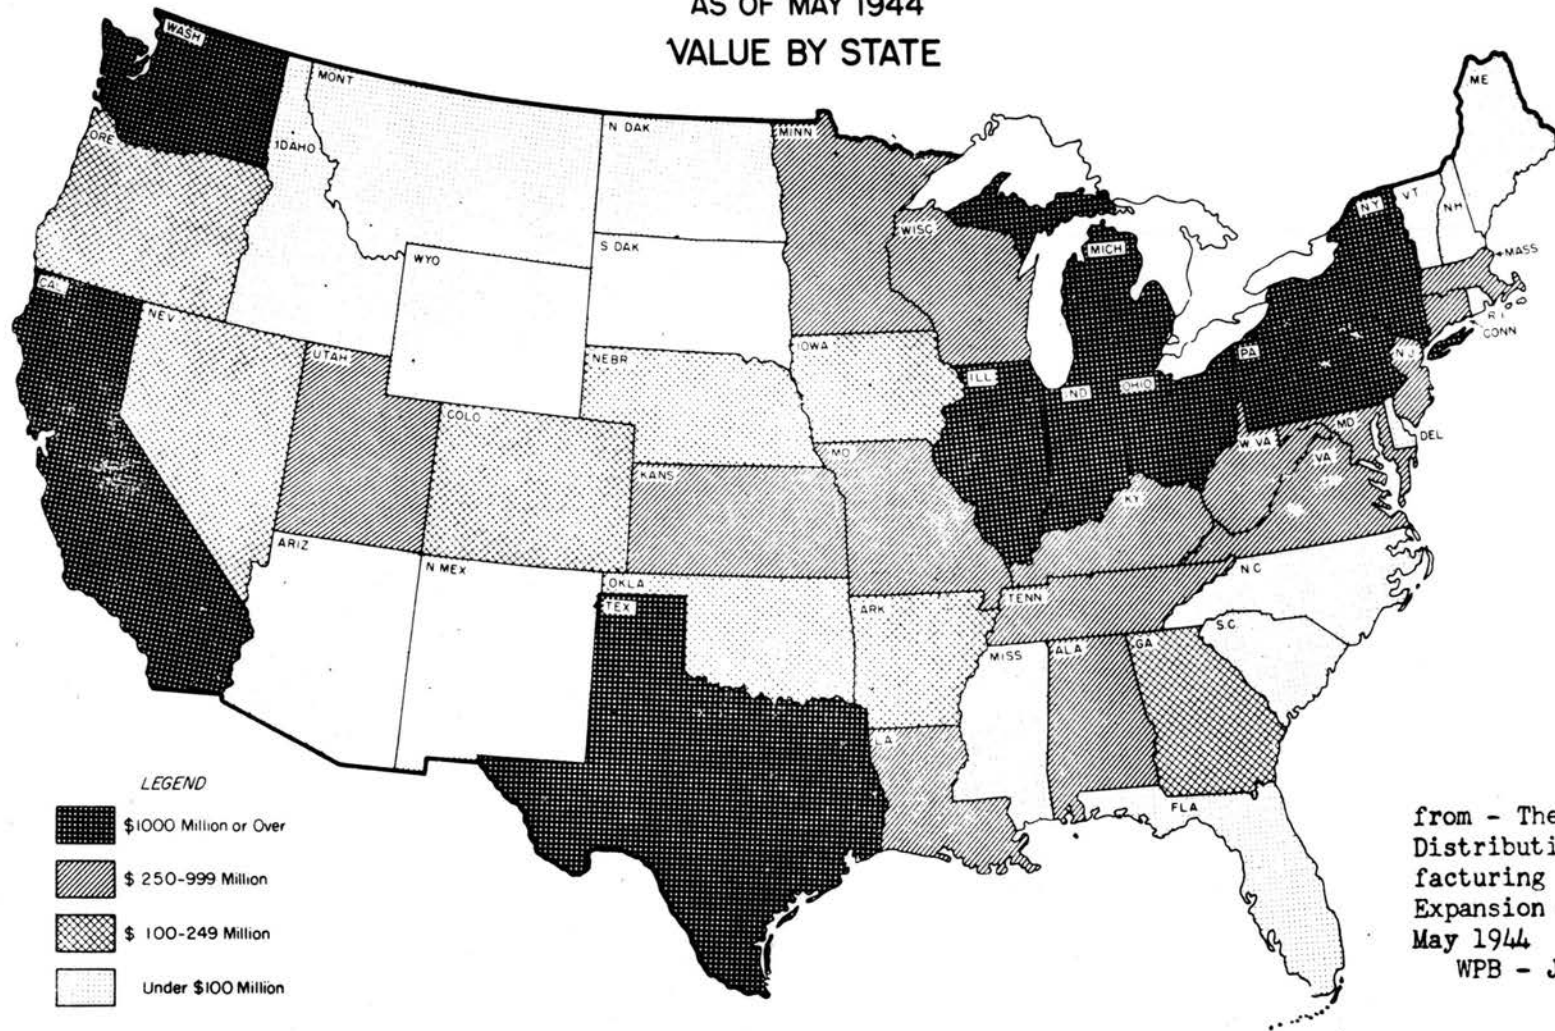 AS OF MAY 1944
VALUE BY STATE
WASH
MONT
N DAK
MINN
ME
ORE
IDAHO
WISC
MICH
N.Y.
VT
N.H.
MASS
S DAK
WYO
CAL
NEV
UTAH
NEBR
IOWA
ILL
IND
OHIO
PA
N.J.
R I
CONN
COLO
KANS
MO
KY
W VA
VA
MD
DEL
ARIZ
N MEX
OKLA
TEX
ARK
TENN
N C
S.C.
MISS
ALA
GA
LA
FLA
LEGEND
$1000 Million or Over
$ 250-999 Million
$ 100-249 Million
Under $100 Million
from - The
Distributi
facturing
Expansion
May 1944
WPB - J